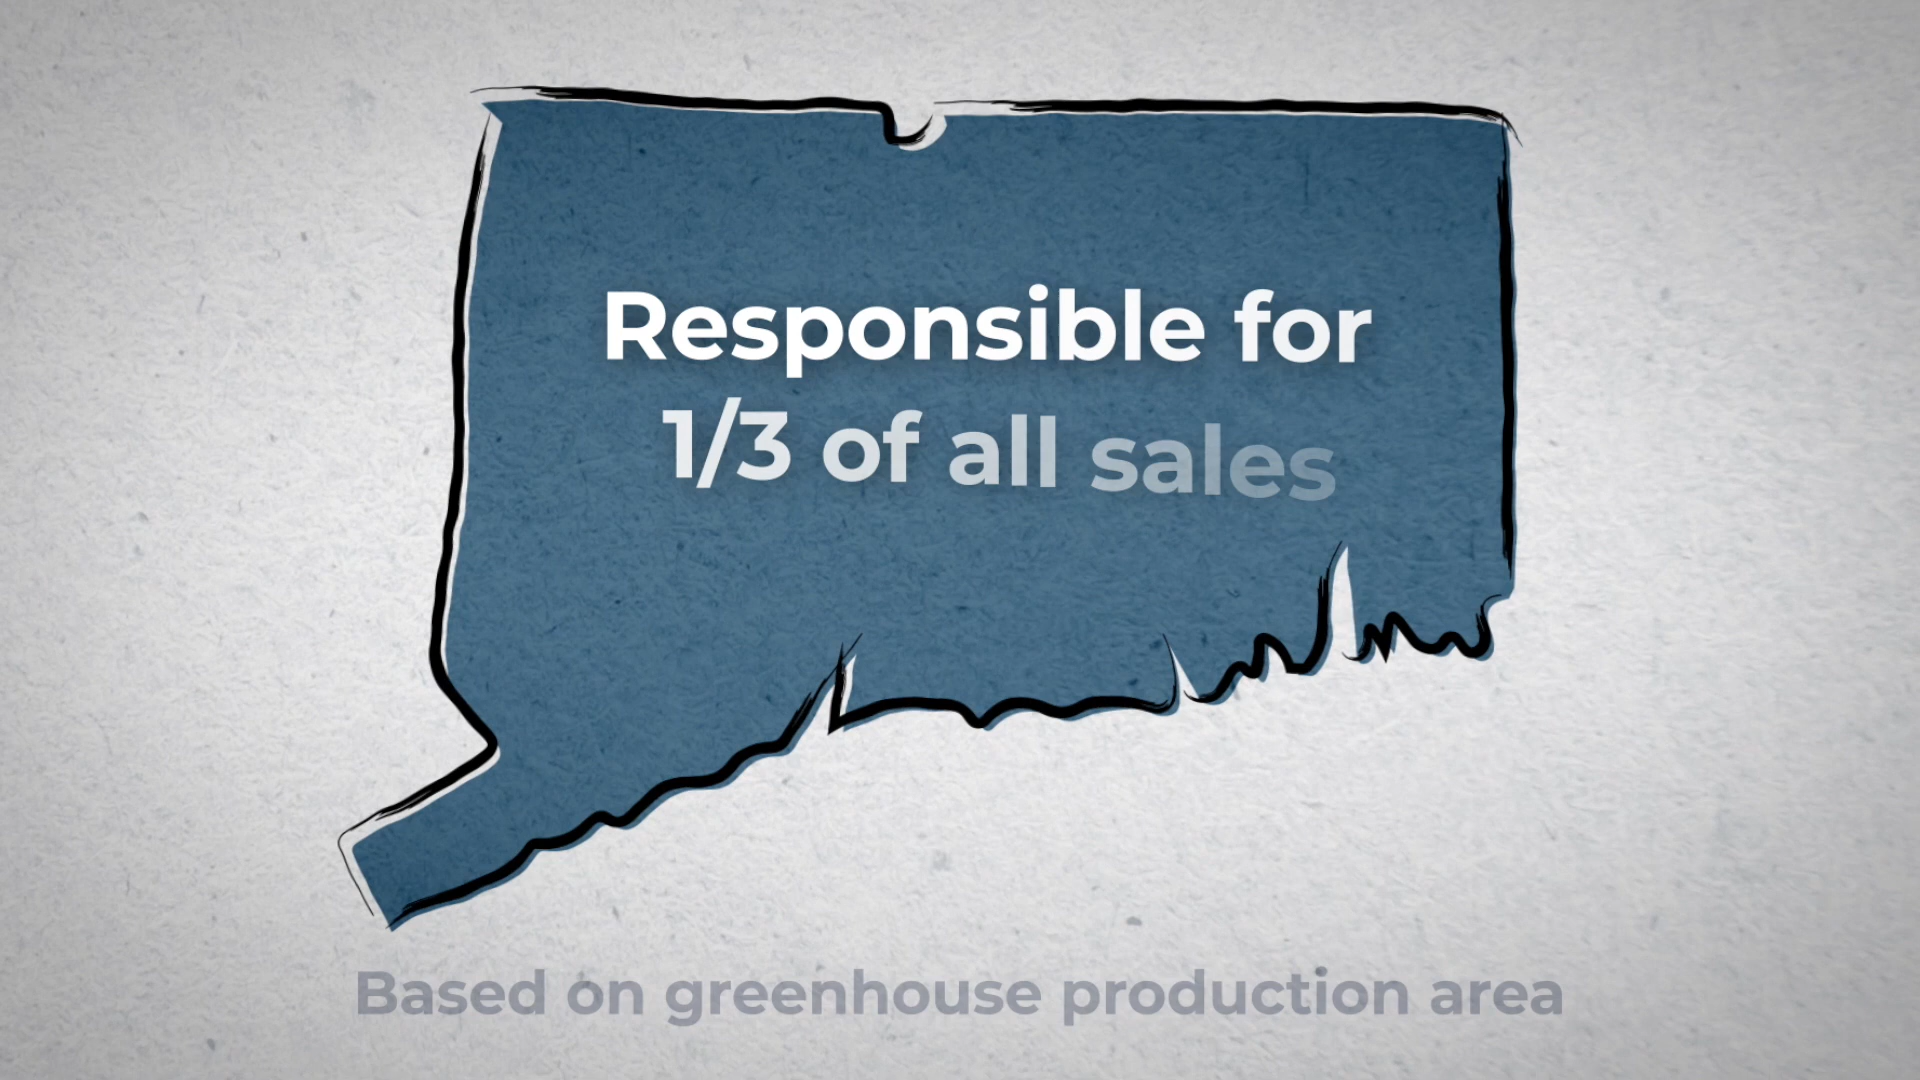 Responsible for
1/3 of all sales
Based on greenhouse production area